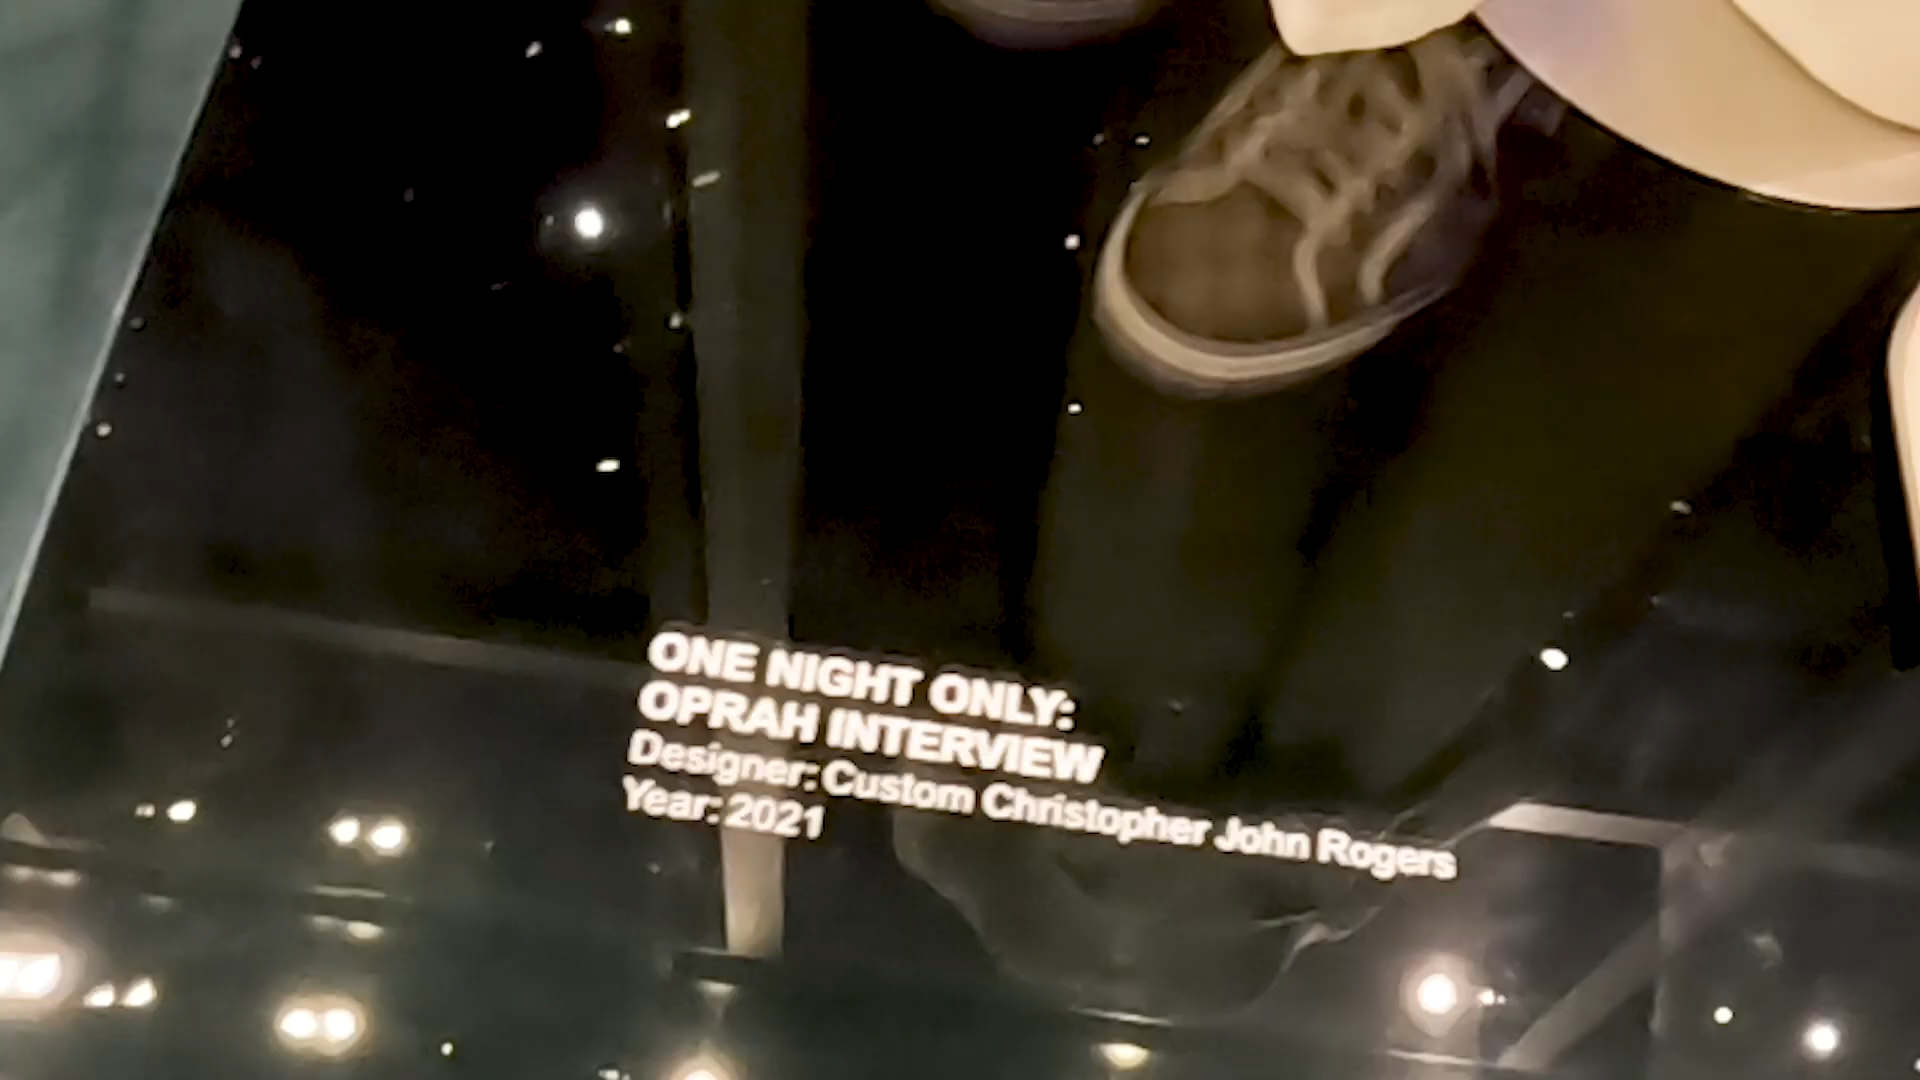 ONE NIGHT ONLY:
OPRAH INTERVIEW
Designer: Custom Christopher John Rogers
Year: 2021